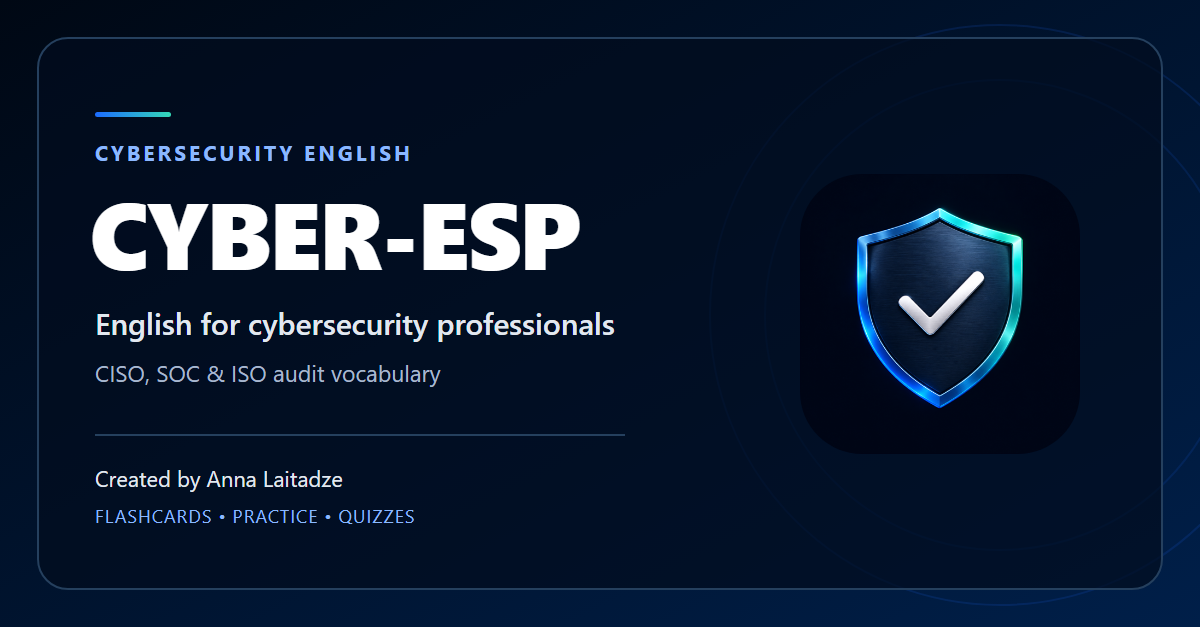 CYBERSECURITY ENGLISH
CYBER-ESP
English for cybersecurity professionals
CISO, SOC & ISO audit vocabulary
Created by Anna Laitadze
FLASHCARDS • PRACTICE • QUIZZES